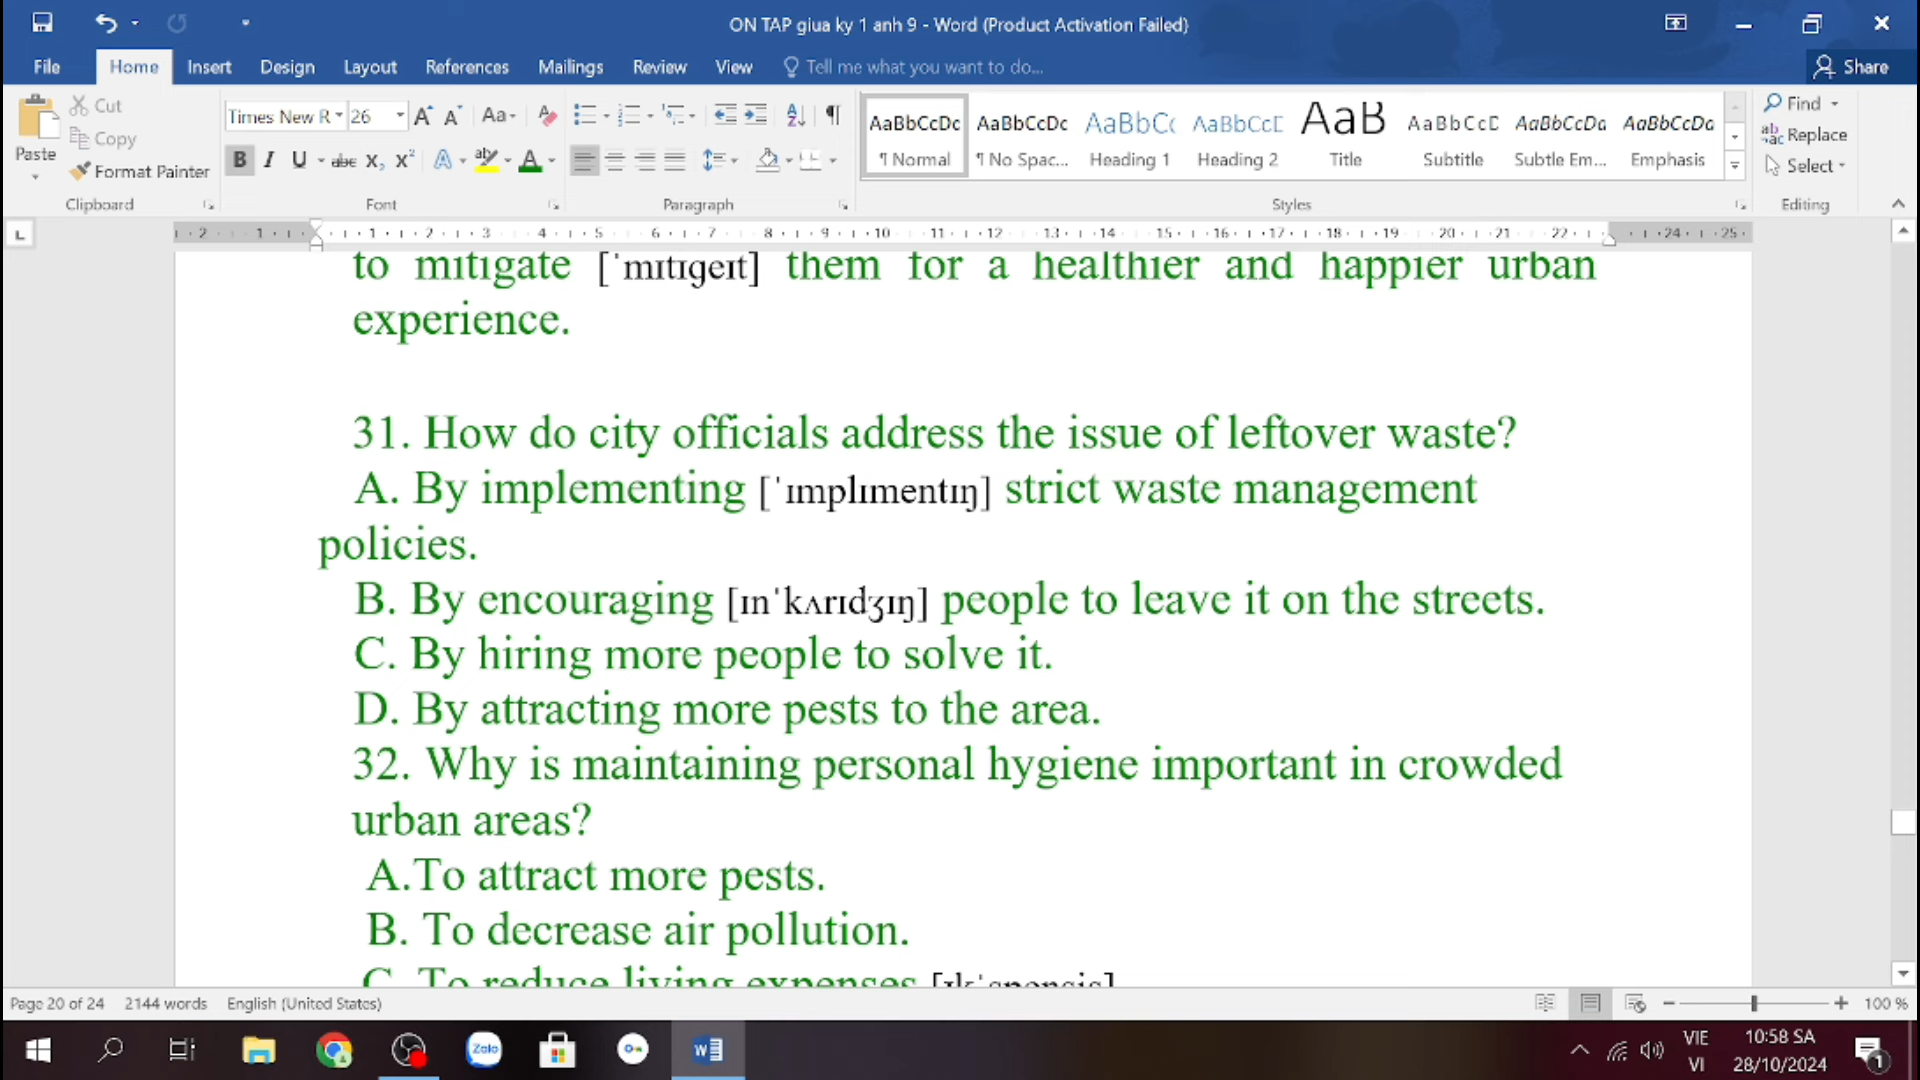 ON TAP giua ky 1 anh 9 - Word (Product Activation Failed)
File Home Insert Design Layout References Mailings Review View Tell me what you want to do... Share
Paste Cut Copy Format Painter
Times New R 26
AaBbCcDc AaBbCcDc AaBbCc AaBbCcE AaB AaBbCcD AaBbCcDa AaBbCcDa
¶ Normal ¶ No Spac... Heading 1 Heading 2 Title Subtitle Subtle Em... Emphasis
Find Replace Select
Clipboard Font Paragraph Styles Editing
to mitigate [ˈmɪtɪgeɪt] them for a healthier and happier urban
experience.
31. How do city officials address the issue of leftover waste?
A. By implementing [ˈɪmplɪmentɪŋ] strict waste management
policies.
B. By encouraging [ɪnˈkʌrɪdʒɪŋ] people to leave it on the streets.
C. By hiring more people to solve it.
D. By attracting more pests to the area.
32. Why is maintaining personal hygiene important in crowded
urban areas?
A.To attract more pests.
B. To decrease air pollution.
C. To reduce living expenses
Page 20 of 24 2144 words English (United States) 100 %
Zalo VIE 10:58 SA
VI 28/10/2024 1